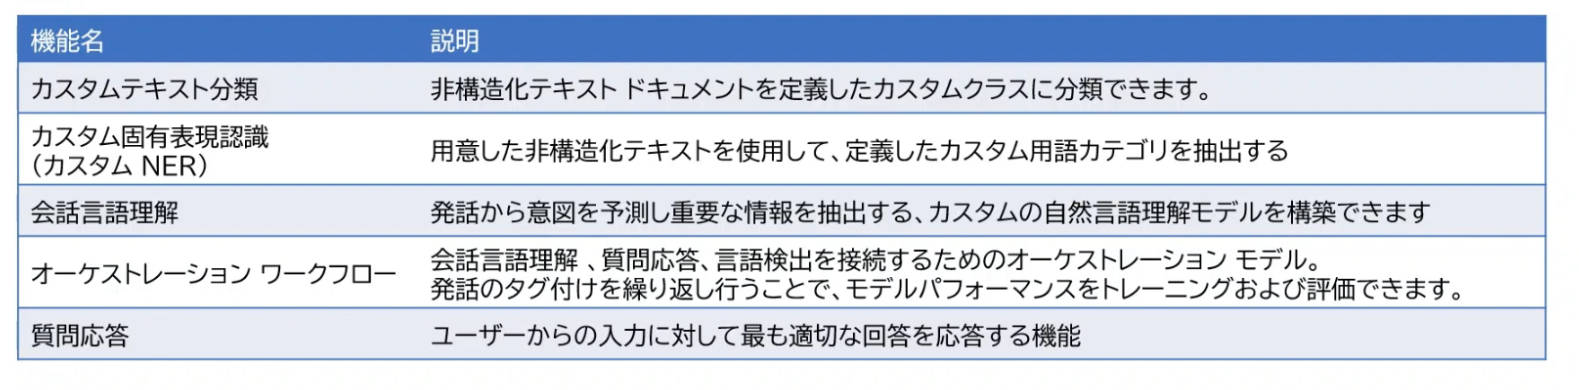 機能名 説明
カスタムテキスト分類 非構造化テキスト ドキュメントを定義したカスタムクラスに分類できます。
カスタム固有表現認識
（カスタム NER） 用意した非構造化テキストを使用して、定義したカスタム用語カテゴリを抽出する
会話言語理解 発話から意図を予測し重要な情報を抽出する、カスタムの自然言語理解モデルを構築できます
オーケストレーション ワークフロー 会話言語理解 、質問応答、言語検出を接続するためのオーケストレーション モデル。
発話のタグ付けを繰り返し行うことで、モデルパフォーマンスをトレーニングおよび評価できます。
質問応答 ユーザーからの入力に対して最も適切な回答を応答する機能